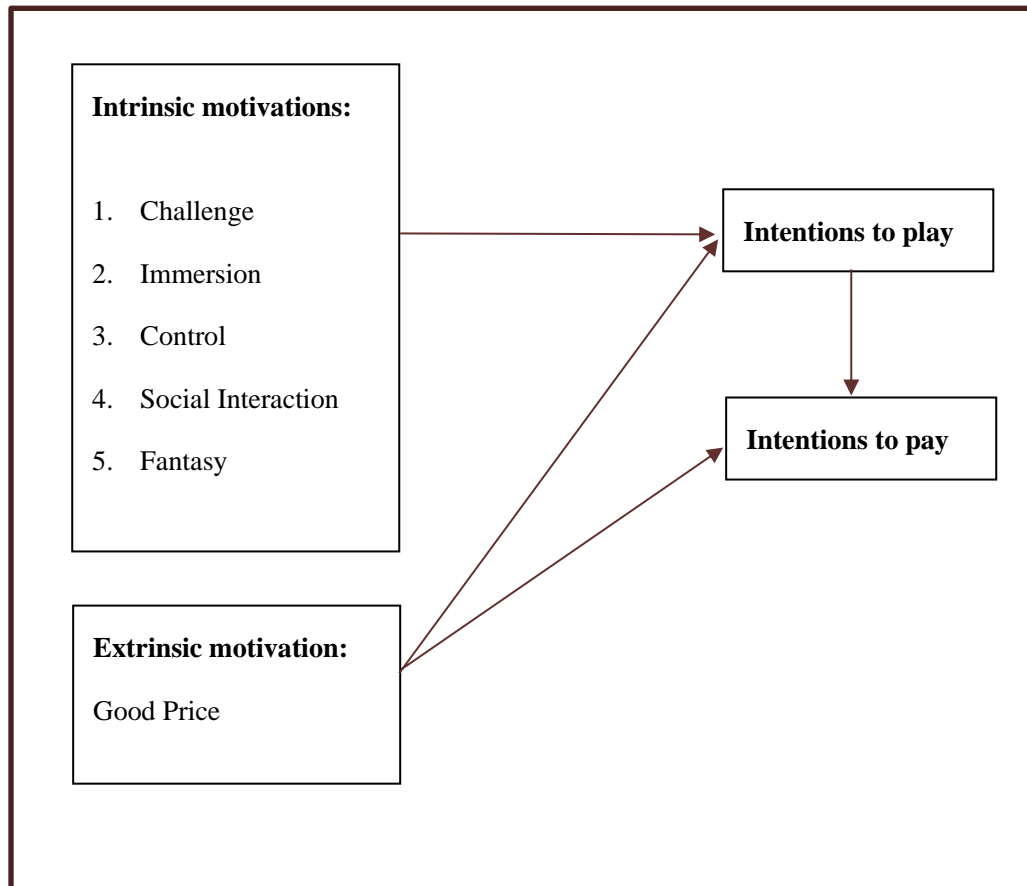 Intrinsic motivations:
1. Challenge
2. Immersion
3. Control
4. Social Interaction
5. Fantasy
Intentions to play
Intentions to pay
Extrinsic motivation:
Good Price